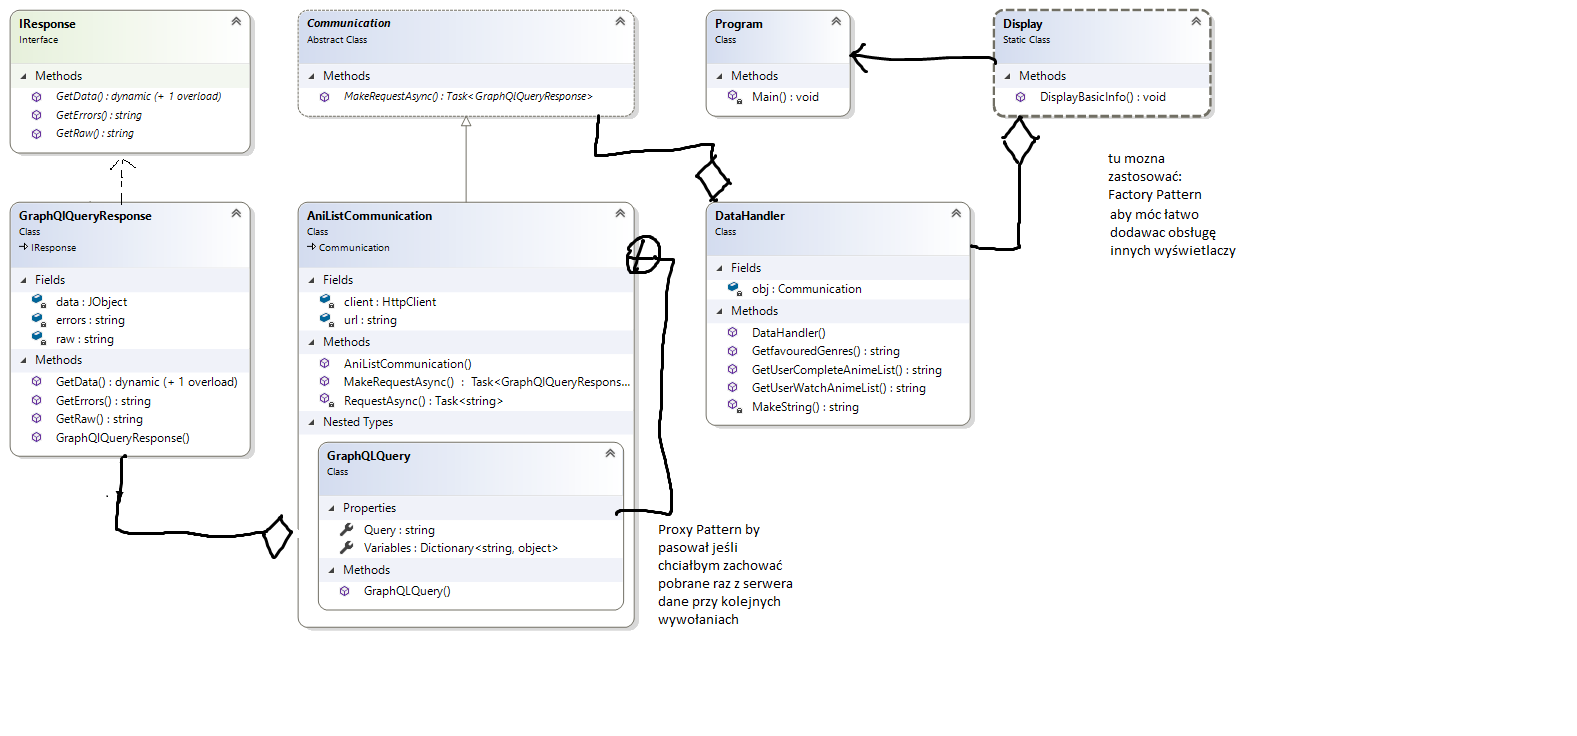 IResponse
Interface
Methods
GetData() : dynamic (+ 1 overload)
GetErrors() : string
GetRaw() : string
Communication
Abstract Class
Methods
MakeRequestAsync() : Task<GraphQlQueryResponse>
Program
Class
Methods
Main() : void
Display
Static Class
Methods
DisplayBasicInfo() : void
tu mozna
zastosować:
Factory Pattern
aby móc łatwo
dodawac obsługę
innych wyświetlaczy
GraphQlQueryResponse
Class
IResponse
Fields
data : JObject
errors : string
raw : string
Methods
GetData() : dynamic (+ 1 overload)
GetErrors() : string
GetRaw() : string
GraphQlQueryResponse()
AniListCommunication
Class
Communication
Fields
client : HttpClient
url : string
Methods
AniListCommunication()
MakeRequestAsync() : Task<GraphQlQueryRespons...
RequestAsync() : Task<string>
Nested Types
GraphQLQuery
Class
Properties
Query : string
Variables : Dictionary<string, object>
Methods
GraphQLQuery()
DataHandler
Class
Fields
obj : Communication
Methods
DataHandler()
GetfavouredGenres() : string
GetUserCompleteAnimeList() : string
GetUserWatchAnimeList() : string
MakeString() : string
Proxy Pattern by
pasował jeśli
chciałbym zachować
pobrane raz z serwera
dane przy kolejnych
wywołaniach